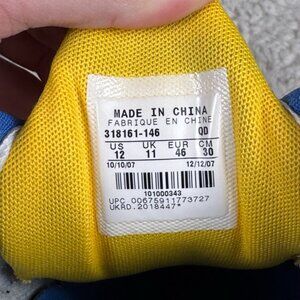 MADE IN CHINA
FABRIQUE EN CHINE
318161-146 QD
US UK EUR CM
12 11 46 30
10/10/07 12/12/07
101000343
UPC 00675911773727
UKRD.2018447*